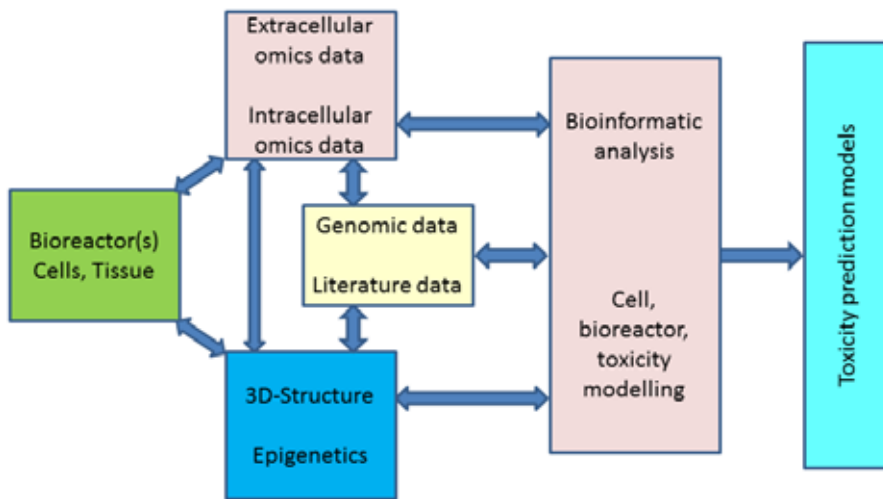 Extracellular
omics data
Intracellular
omics data
Bioreactor(s)
Cells, Tissue
Genomic data
Literature data
3D-Structure
Epigenetics
Bioinformatic
analysis
Cell,
bioreactor,
toxicity
modelling
Toxicity prediction models